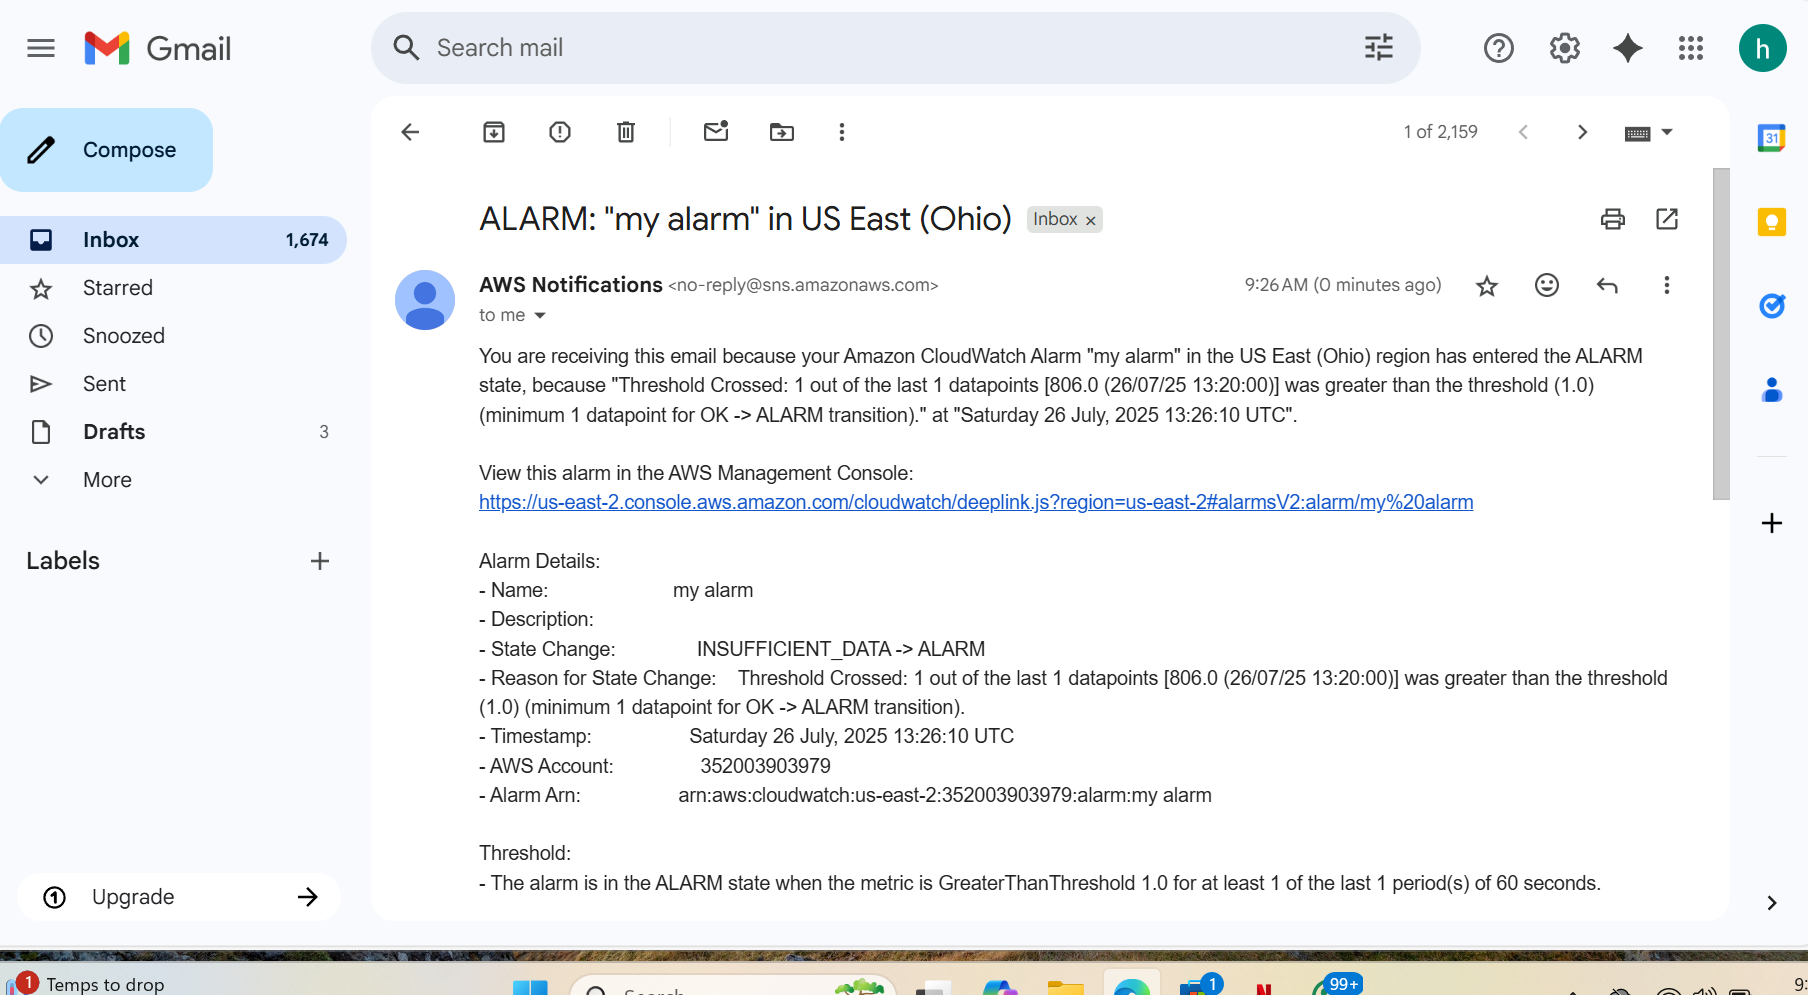 Gmail
Search mail
h
Compose
1 of 2,159
31
Inbox 1,674
Starred
Snoozed
Sent
Drafts 3
More
Labels
Upgrade
ALARM: "my alarm" in US East (Ohio) Inbox ×
AWS Notifications <no-reply@sns.amazonaws.com> 9:26 AM (0 minutes ago)
to me
You are receiving this email because your Amazon CloudWatch Alarm "my alarm" in the US East (Ohio) region has entered the ALARM
state, because "Threshold Crossed: 1 out of the last 1 datapoints [806.0 (26/07/25 13:20:00)] was greater than the threshold (1.0)
(minimum 1 datapoint for OK -> ALARM transition)." at "Saturday 26 July, 2025 13:26:10 UTC".
View this alarm in the AWS Management Console:
https://us-east-2.console.aws.amazon.com/cloudwatch/deeplink.js?region=us-east-2#alarmsV2:alarm/my%20alarm
Alarm Details:
- Name: my alarm
- Description:
- State Change: INSUFFICIENT_DATA -> ALARM
- Reason for State Change: Threshold Crossed: 1 out of the last 1 datapoints [806.0 (26/07/25 13:20:00)] was greater than the threshold
(1.0) (minimum 1 datapoint for OK -> ALARM transition).
- Timestamp: Saturday 26 July, 2025 13:26:10 UTC
- AWS Account: 352003903979
- Alarm Arn: arn:aws:cloudwatch:us-east-2:352003903979:alarm:my alarm
Threshold:
- The alarm is in the ALARM state when the metric is GreaterThanThreshold 1.0 for at least 1 of the last 1 period(s) of 60 seconds.
1 Temps to drop
Search
1
99+